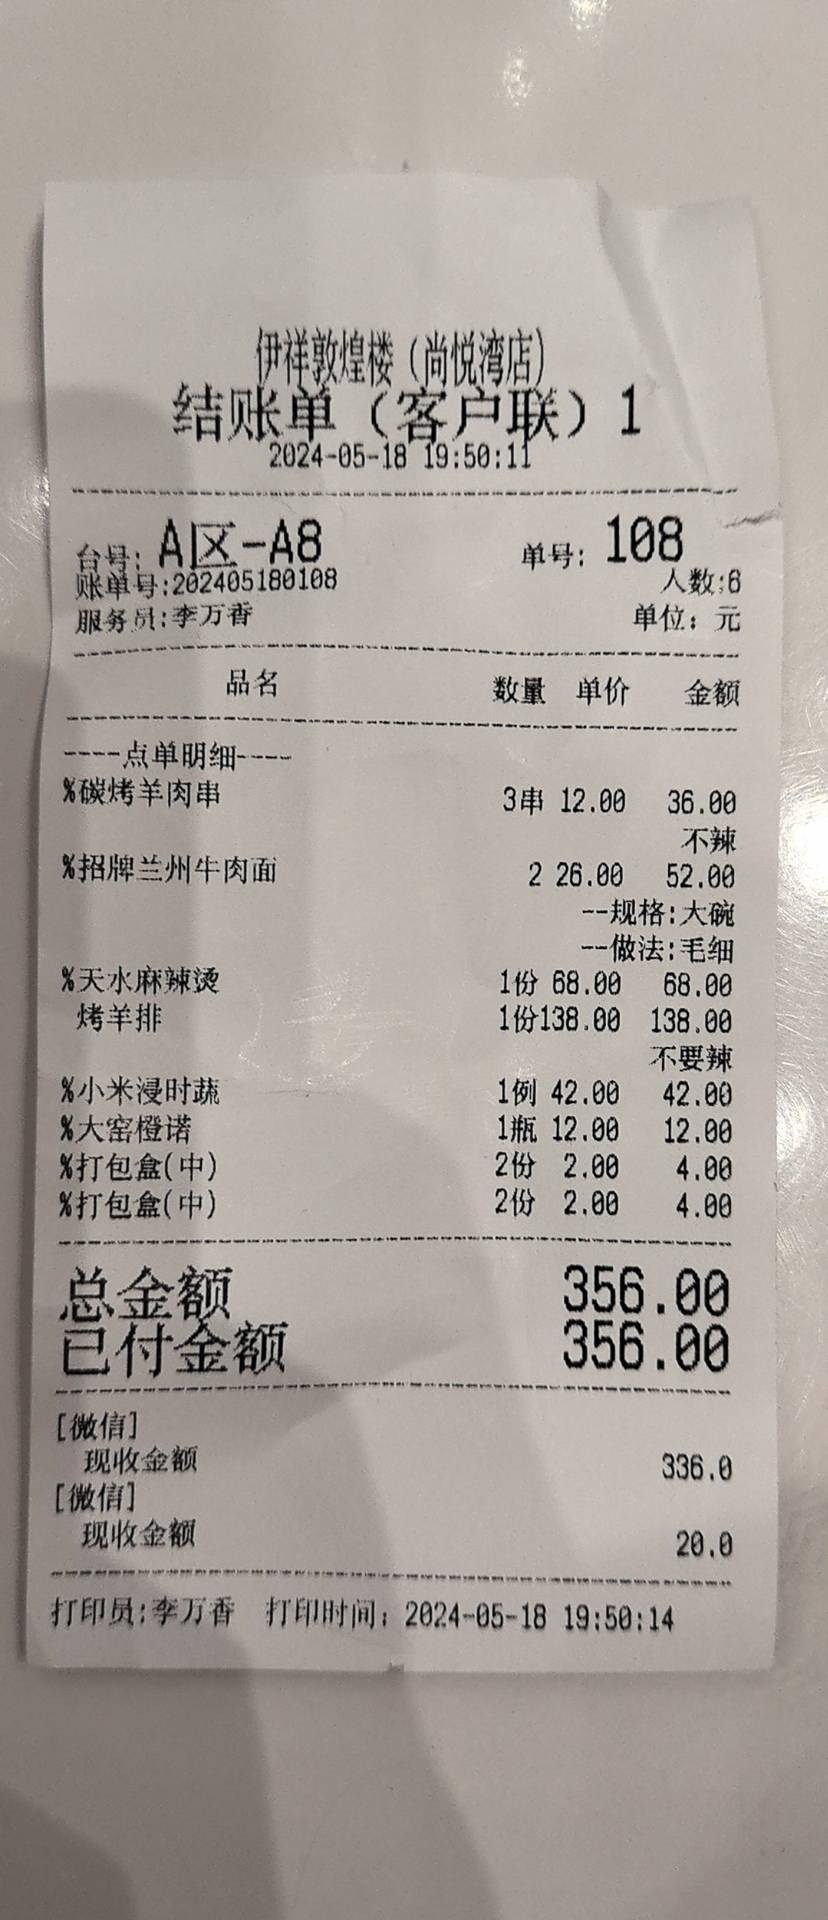 伊祥敦煌楼（尚悦湾店）
结账单（客户联）1
2024-05-18 19:50:11
台号: A区-A8 单号: 108
账单号:202405180108 人数:6
服务员:李万香 单位: 元
品名 数量 单价 金额
----点单明细----
%碳烤羊肉串 3串 12.00 36.00
不辣
%招牌兰州牛肉面 2 26.00 52.00
--规格:大碗
--做法:毛细
%天水麻辣烫 1份 68.00 68.00
烤羊排 1份138.00 138.00
不要辣
%小米浸时蔬 1例 42.00 42.00
%大窑橙诺 1瓶 12.00 12.00
%打包盒(中) 2份 2.00 4.00
%打包盒(中) 2份 2.00 4.00
总金额 356.00
已付金额 356.00
[微信]
现收金额 336.0
[微信]
现收金额 20.0
打印员:李万香 打印时间: 2024-05-18 19:50:14